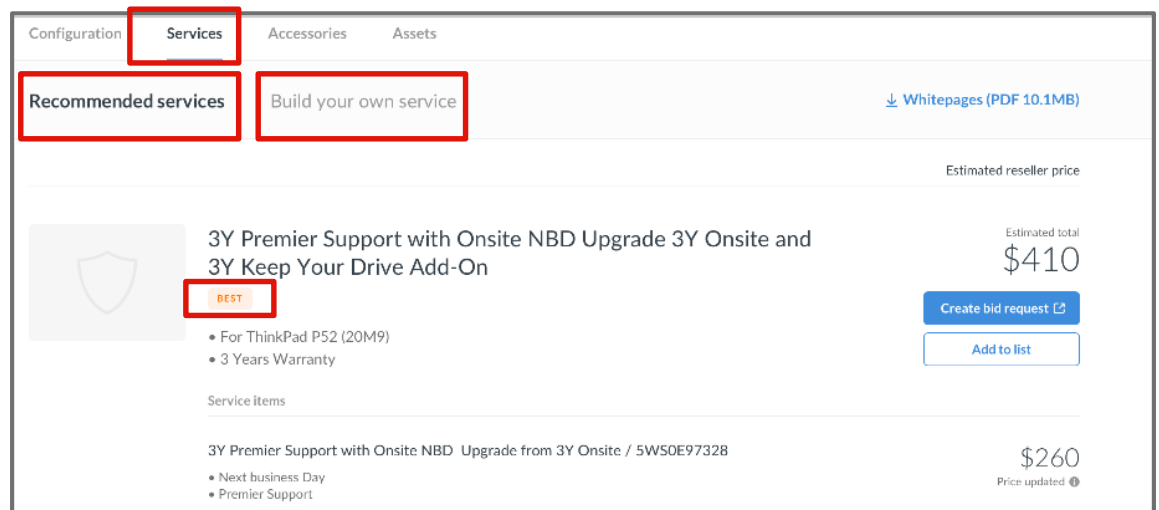 Configuration Services Accessories Assets
Recommended services Build your own service Whitepages (PDF 10.1MB)
Estimated reseller price
3Y Premier Support with Onsite NBD Upgrade 3Y Onsite and
3Y Keep Your Drive Add-On
BEST
• For ThinkPad P52 (20M9)
• 3 Years Warranty
Estimated total
$410
Create bid request
Add to list
Service items
3Y Premier Support with Onsite NBD Upgrade from 3Y Onsite / 5WS0E97328
• Next business Day
• Premier Support
$260
Price updated